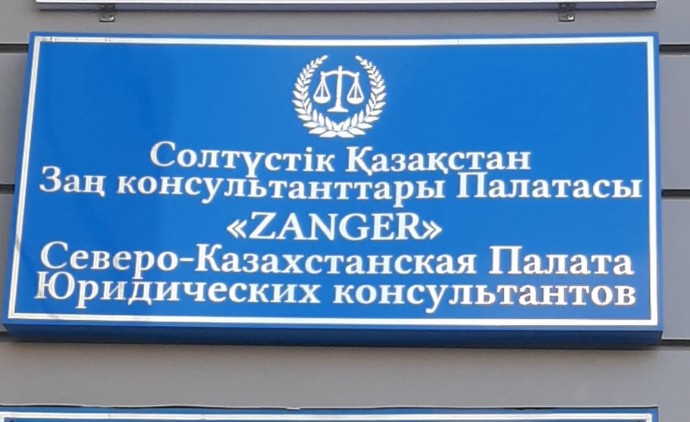 Солтүстік Қазақстан
Заң консультанттары Палатасы
«ZANGER»
Северо-Казахстанская Палата
Юридических консультантов